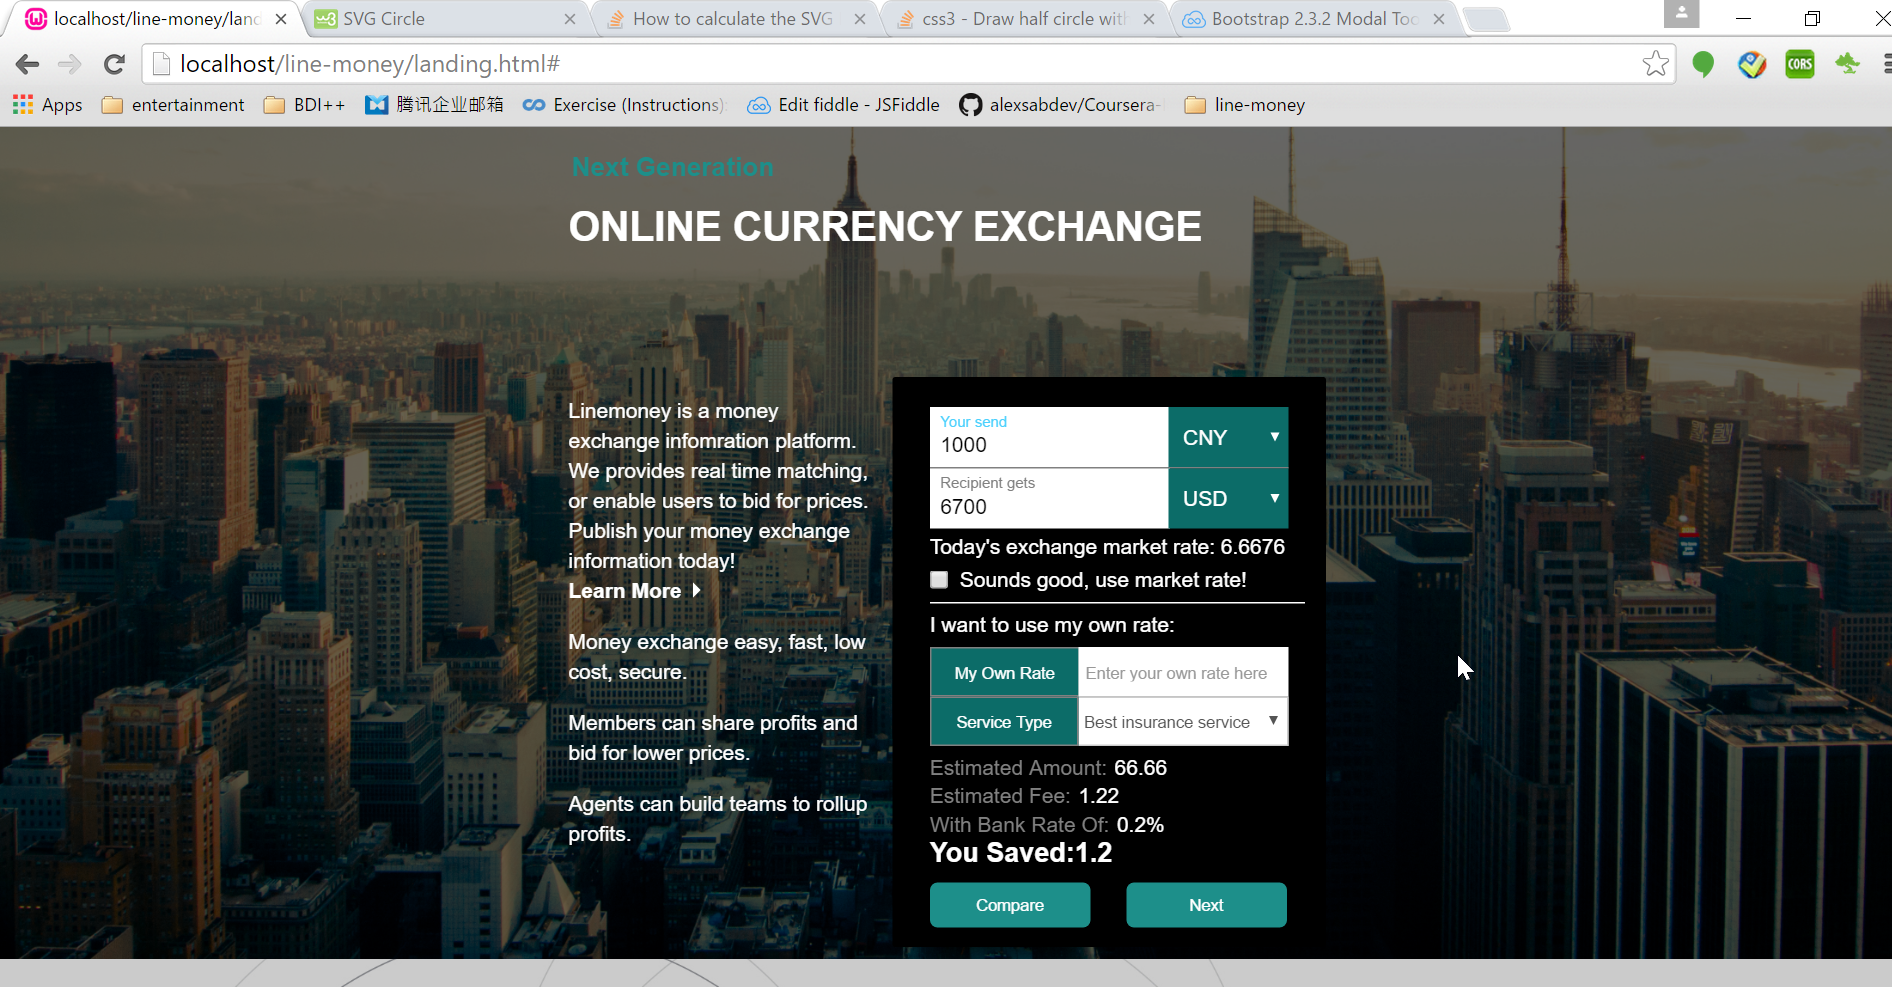 localhost/line-money/land
SVG Circle
How to calculate the SVG
css3 - Draw half circle with
Bootstrap 2.3.2 Modal Too
localhost/line-money/landing.html#
CORS
Apps
entertainment
BDI++
腾讯企业邮箱
Exercise (Instructions)
Edit fiddle - JSFiddle
alexsabdev/Coursera-
line-money
Next Generation
ONLINE CURRENCY EXCHANGE
Linemoney is a money
exchange infomration platform.
We provides real time matching,
or enable users to bid for prices.
Publish your money exchange
information today!
Learn More
Money exchange easy, fast, low
cost, secure.
Members can share profits and
bid for lower prices.
Agents can build teams to rollup
profits.
Your send
1000
CNY
Recipient gets
6700
USD
Today's exchange market rate: 6.6676
Sounds good, use market rate!
I want to use my own rate:
My Own Rate
Enter your own rate here
Service Type
Best insurance service
Estimated Amount: 66.66
Estimated Fee: 1.22
With Bank Rate Of: 0.2%
You Saved:1.2
Compare
Next